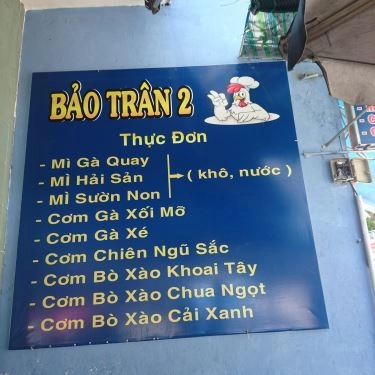 BẢO TRÂN 2
Thực Đơn
- Mì Gà Quay
- MÌ Hải Sản
- MÌ Sườn Non
( khô, nước )
- Cơm Gà Xối Mỡ
- Cơm Gà Xé
- Cơm Chiên Ngũ Sắc
- Cơm Bò Xào Khoai Tây
- Cơm Bò Xào Chua Ngọt
- Cơm Bò Xào Cải Xanh